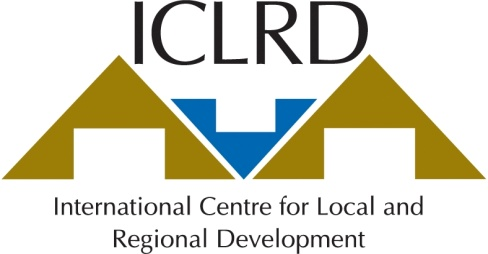 ICLRD
International Centre for Local and
Regional Development